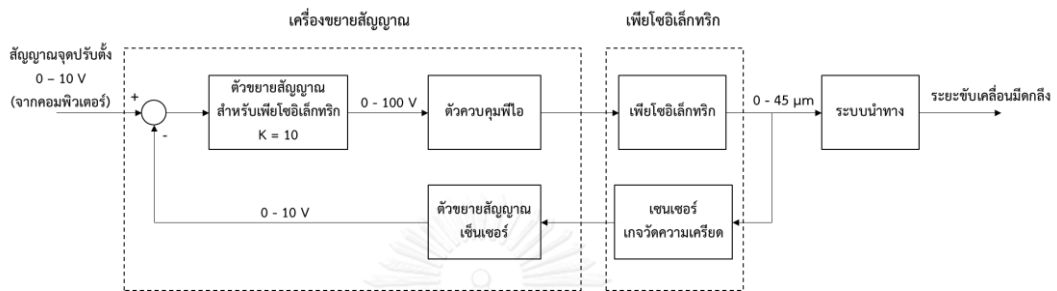 เครื่องขยายสัญญาณ
เพียโซอิเล็กทริก
สัญญาณจุดปรับตั้ง
0 – 10 V
(จากคอมพิวเตอร์)
+
-
ตัวขยายสัญญาณ
สำหรับเพียโซอิเล็กทริก
K = 10
0 - 100 V
ตัวควบคุมพีไอ
เพียโซอิเล็กทริก
0 - 45 µm
ระบบนำทาง
ระยะขับเคลื่อนมีดกลึง
0 - 10 V
ตัวขยายสัญญาณ
เซ็นเซอร์
เซนเซอร์
เกจวัดความเครียด